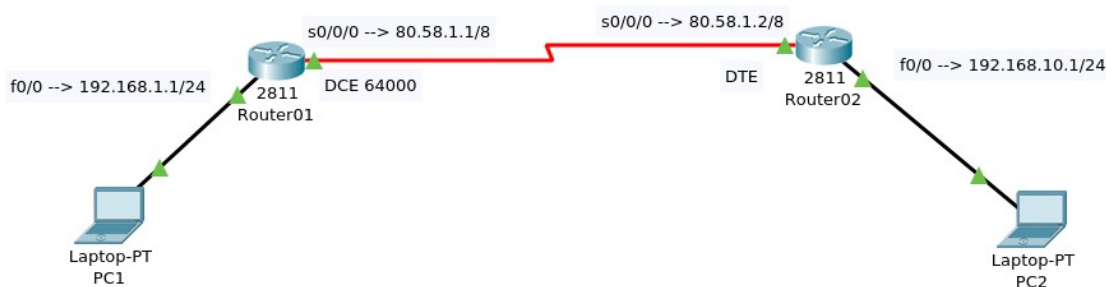 s0/0/0 --> 80.58.1.1/8
s0/0/0 --> 80.58.1.2/8
f0/0 --> 192.168.1.1/24
DCE 64000
2811
Router01
DTE
2811
Router02
f0/0 --> 192.168.10.1/24
Laptop-PT
PC1
Laptop-PT
PC2